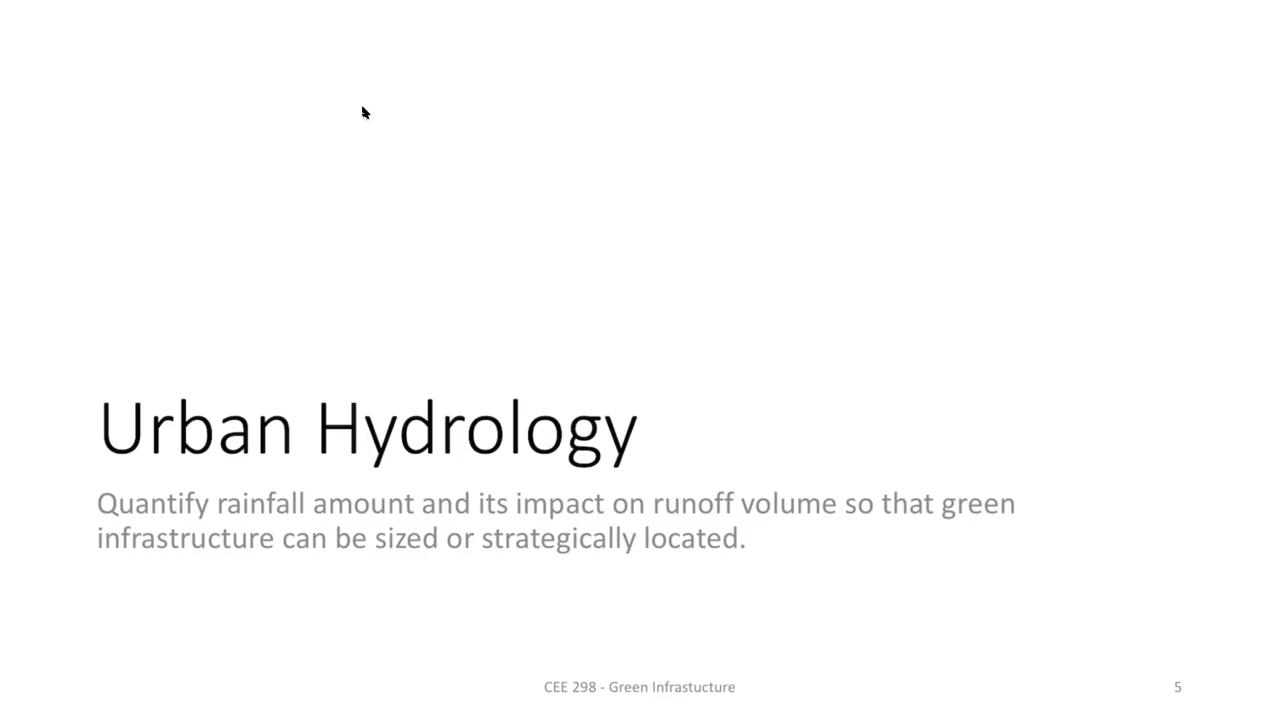 Urban Hydrology
Quantify rainfall amount and its impact on runoff volume so that green
infrastructure can be sized or strategically located.
CEE 298 - Green Infrastucture
5